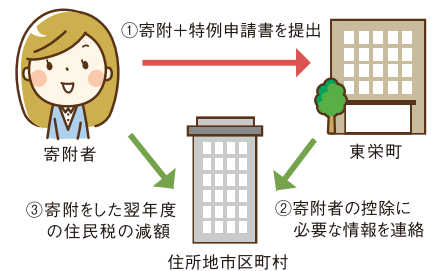 ①寄附＋特例申請書を提出
寄附者
東栄町
③寄附をした翌年度
の住民税の減額
②寄附者の控除に
必要な情報を連絡
住所地市区町村